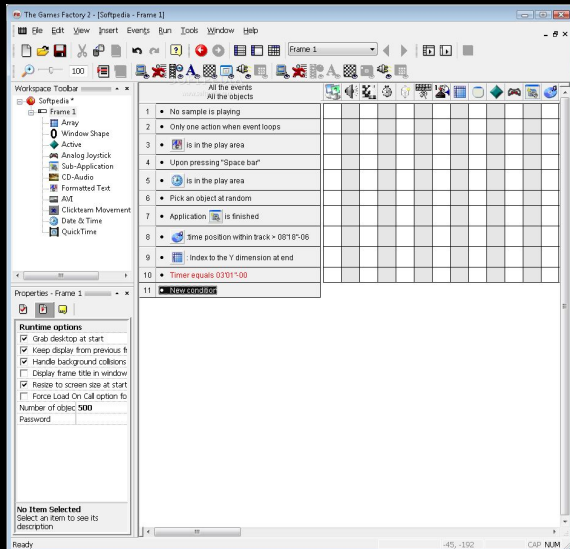 The Games Factory 2 - [Softpedia - Frame 1]
File Edit View Insert Events Run Tools Window Help
Frame 1
100
Workspace Toolbar
Softpedia *
Frame 1
Array
Window Shape
Active
Analog Joystick
Sub-Application
CD-Audio
Formatted Text
AVI
Clickteam Movement
Date & Time
QuickTime
All the events
All the objects
1 • No sample is playing
2 • Only one action when event loops
3 • is in the play area
4 • Upon pressing "Space bar"
5 • is in the play area
6 • Pick an object at random
7 • Application is finished
8 • :time position within track > 08'18"-06
9 • : Index to the Y dimension at end
10 • Timer equals 03'01"-00
11 • New condition
Properties - Frame 1
Runtime options
Grab desktop at start
Keep display from previous fr
Handle background collisions
Display frame title in window
Resize to screen size at start
Force Load On Call option fo
Number of objec 500
Password
No Item Selected
Select an item to see its
description
Ready
-45, -192
CAP NUM